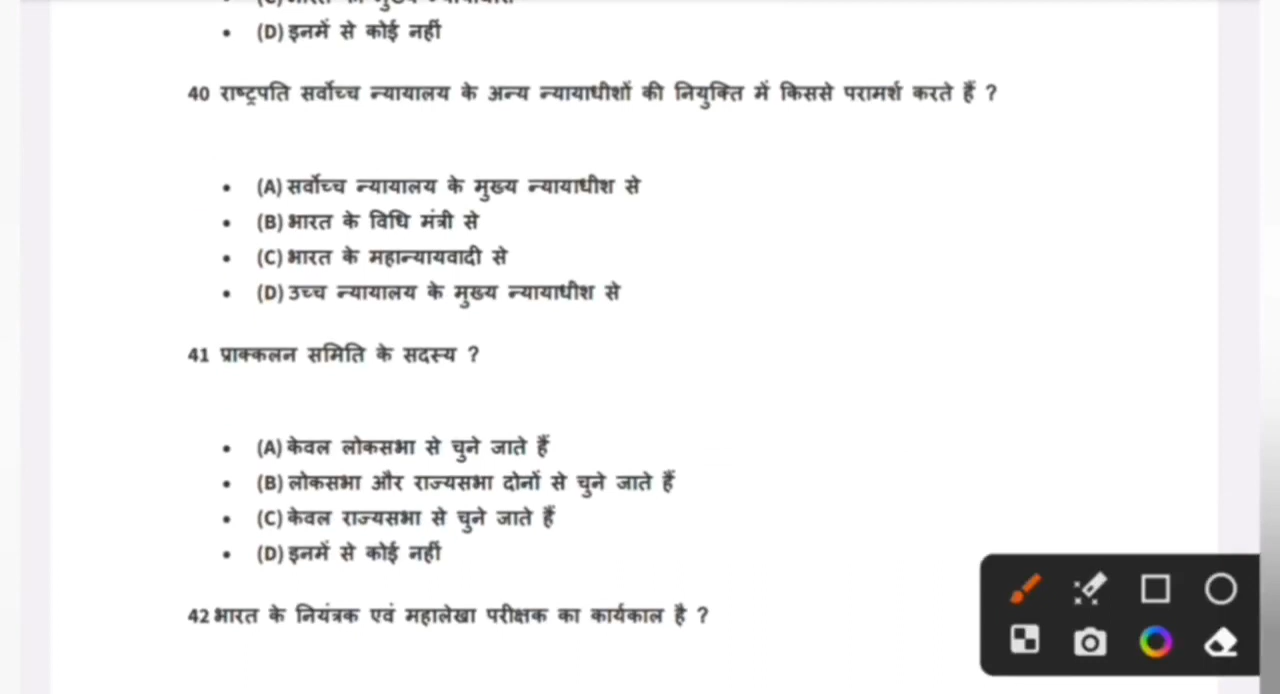 (D) इनमें से कोई नहीं
40 राष्ट्रपति सर्वोच्च न्यायालय के अन्य न्यायाधीशों की नियुक्ति में किससे परामर्श करते हैं ?
(A) सर्वोच्च न्यायालय के मुख्य न्यायाधीश से
(B) भारत के विधि मंत्री से
(C) भारत के महान्यायवादी से
(D) उच्च न्यायालय के मुख्य न्यायाधीश से
41 प्राक्कलन समिति के सदस्य ?
(A) केवल लोकसभा से चुने जाते हैं
(B) लोकसभा और राज्यसभा दोनों से चुने जाते हैं
(C) केवल राज्यसभा से चुने जाते हैं
(D) इनमें से कोई नहीं
42 भारत के नियंत्रक एवं महालेखा परीक्षक का कार्यकाल है ?